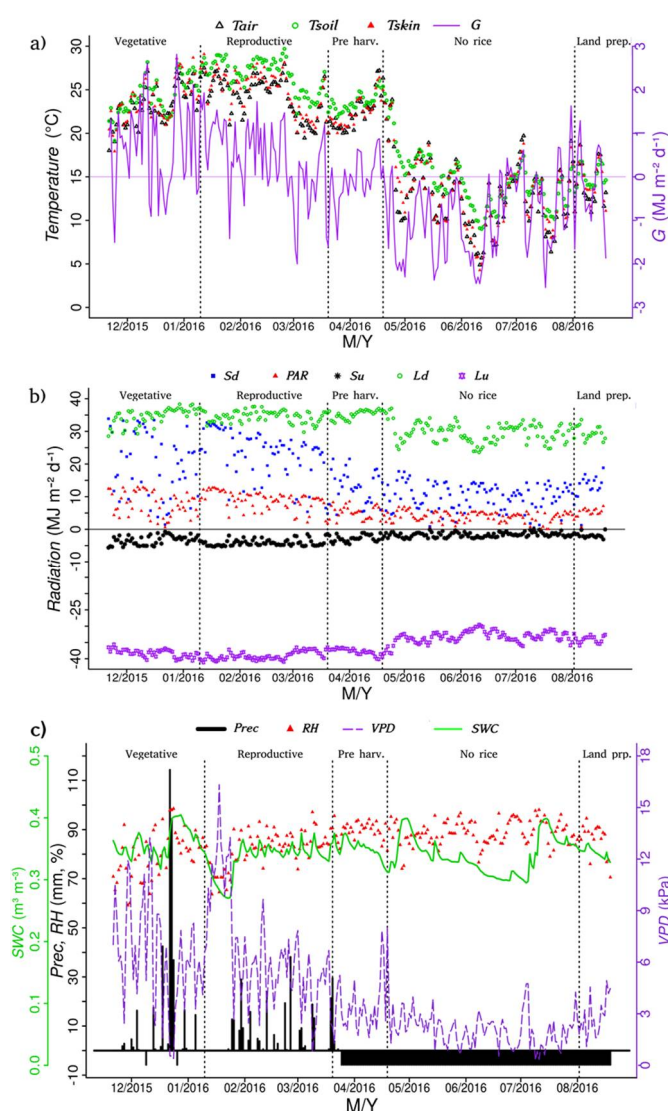 △ Tair ○ Tsoil ▲ Tskin — G
a)
Vegetative Reproductive Pre harv. No rice Land prep.
Temperature (°C)
30
25
20
15
10
5
0
G (MJ m⁻² d⁻¹)
3
2
1
0
-1
-2
-3
12/2015 01/2016 02/2016 03/2016 04/2016 05/2016 06/2016 07/2016 08/2016
M/Y
b)
Sd PAR Su Ld Lu
Vegetative Reproductive Pre harv. No rice Land prep.
Radiation (MJ m⁻² d⁻¹)
40
30
20
10
0
-10
-25
-40
12/2015 01/2016 02/2016 03/2016 04/2016 05/2016 06/2016 07/2016 08/2016
M/Y
c)
Prec RH VPD SWC
Vegetative Reproductive Pre harv. No rice Land prp.
SWC (m³ m⁻³)
0.5
0.4
0.3
0.2
0.1
0.0
Prec, RH (mm, %)
110
90
70
50
30
10
-10
VPD (kPa)
18
15
12
9
6
3
0
12/2015 01/2016 02/2016 03/2016 04/2016 05/2016 06/2016 07/2016 08/2016
M/Y